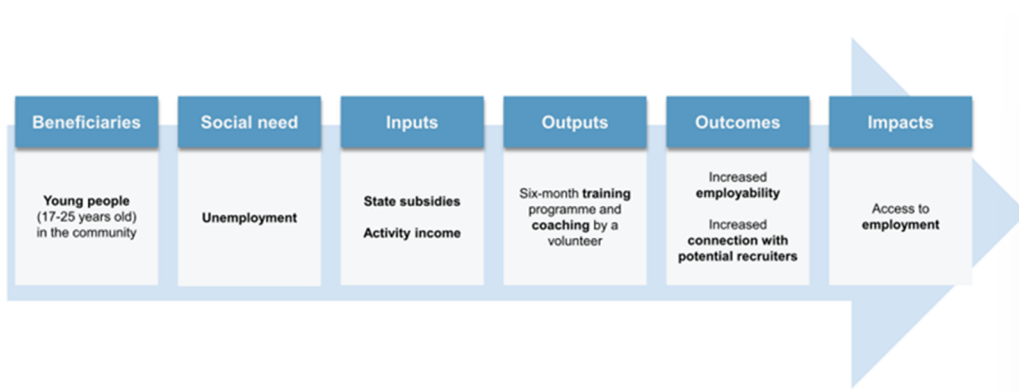 Beneficiaries
Social need
Inputs
Outputs
Outcomes
Impacts
Young people
(17-25 years old)
in the community
Unemployment
State subsidies
Activity income
Six-month training
programme and
coaching by a
volunteer
Increased
employability
Increased
connection with
potential recruiters
Access to
employment